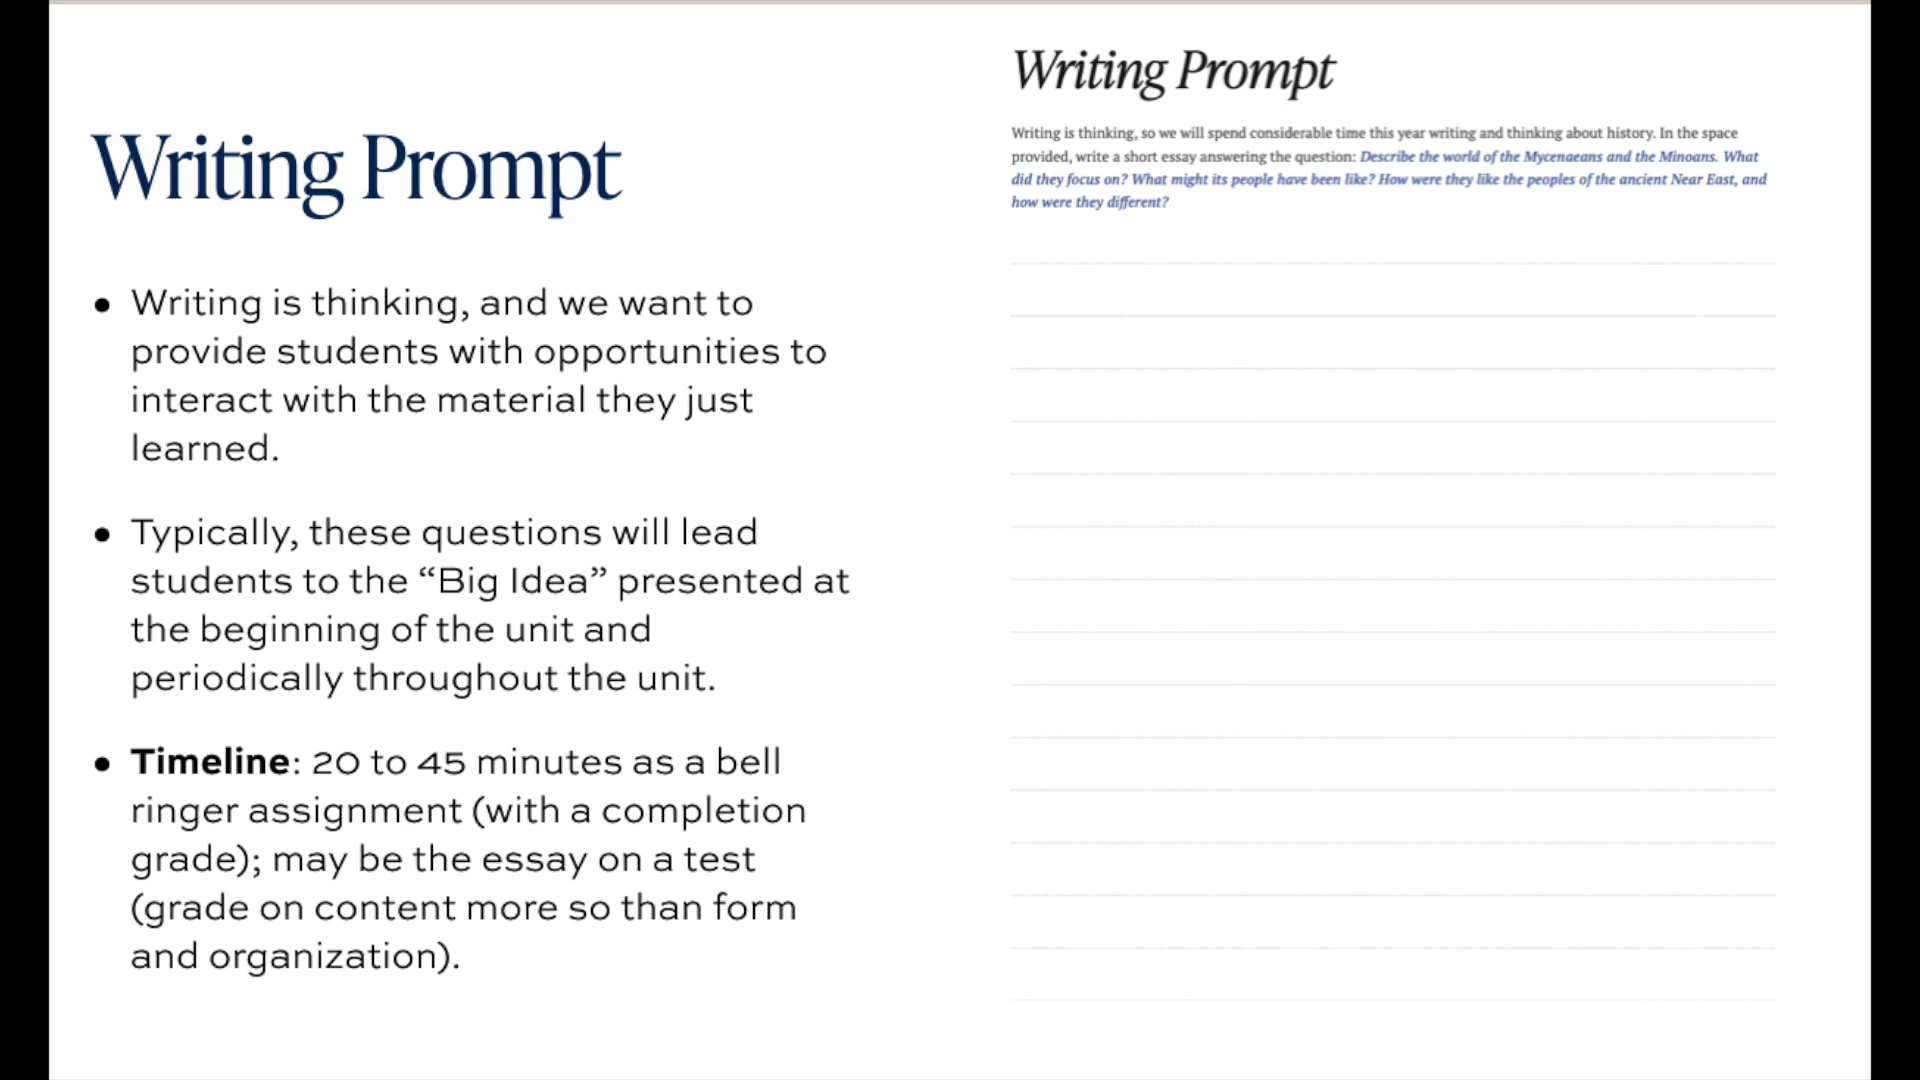 Writing Prompt
• Writing is thinking, and we want to
provide students with opportunities to
interact with the material they just
learned.
• Typically, these questions will lead
students to the “Big Idea” presented at
the beginning of the unit and
periodically throughout the unit.
• Timeline: 20 to 45 minutes as a bell
ringer assignment (with a completion
grade); may be the essay on a test
(grade on content more so than form
and organization).
Writing Prompt
Writing is thinking, so we will spend considerable time this year writing and thinking about history. In the space
provided, write a short essay answering the question: Describe the world of the Mycenaeans and the Minoans. What
did they focus on? What might its people have been like? How were they like the peoples of the ancient Near East, and
how were they different?